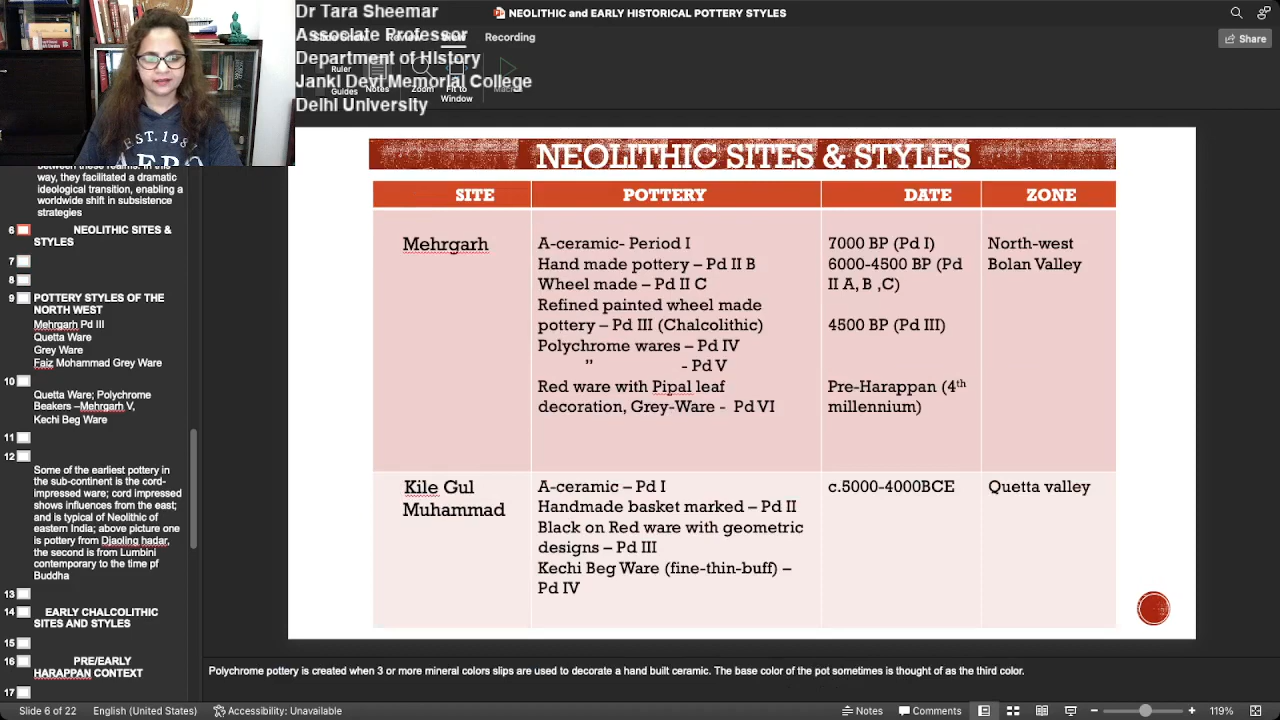 Dr Tara Sheemar
Associate Professor
Department of History
Janki Devi Memorial College
Delhi University
NEOLITHIC and EARLY HISTORICAL POTTERY STYLES
Review
Recording
Share
Ruler
Guides
Notes
Zoom
Fit to
Window
EST. 198
between these realms. In this
way, they facilitated a dramatic
ideological transition, enabling a
worldwide shift in subsistence
strategies
6 NEOLITHIC SITES &
STYLES
7
8
9 POTTERY STYLES OF THE
NORTH WEST
Mehrgarh Pd III
Quetta Ware
Grey Ware
Faiz Mohammad Grey Ware
10
Quetta Ware; Polychrome
Beakers –Mehrgarh V,
Kechi Beg Ware
11
12
Some of the earliest pottery in
the sub-continent is the cord-
impressed ware; cord impressed
shows influences from the east;
and is typical of Neolithic of
eastern India; above picture one
is pottery from Djaoling hadar,
the second is from Lumbini
contemporary to the time pf
Buddha
13
14 EARLY CHALCOLITHIC
SITES AND STYLES
15
16 PRE/EARLY
HARAPPAN CONTEXT
17
NEOLITHIC SITES & STYLES
SITE POTTERY DATE ZONE
Mehrgarh
A-ceramic- Period I
Hand made pottery – Pd II B
Wheel made – Pd II C
Refined painted wheel made
pottery – Pd III (Chalcolithic)
Polychrome wares – Pd IV
” - Pd V
Red ware with Pipal leaf
decoration, Grey-Ware - Pd VI
7000 BP (Pd I)
6000-4500 BP (Pd
II A, B ,C)
4500 BP (Pd III)
Pre-Harappan (4th
millennium)
North-west
Bolan Valley
Kile Gul
Muhammad
A-ceramic – Pd I
Handmade basket marked – Pd II
Black on Red ware with geometric
designs – Pd III
Kechi Beg Ware (fine-thin-buff) –
Pd IV
c.5000-4000BCE
Quetta valley
Polychrome pottery is created when 3 or more mineral colors slips are used to decorate a hand built ceramic. The base color of the pot sometimes is thought of as the third color.
Slide 6 of 22 English (United States) Accessibility: Unavailable Notes Comments 119%